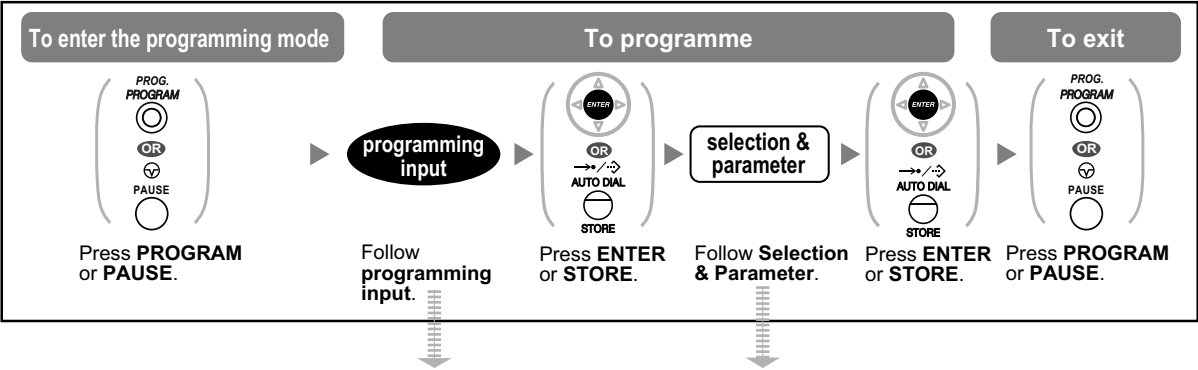 To enter the programming mode
To programme
To exit
PROG.
PROGRAM
OR
PAUSE
Press PROGRAM
or PAUSE.
programming
input
Follow
programming
input.
ENTER
OR
AUTO DIAL
STORE
Press ENTER
or STORE.
selection &
parameter
Follow Selection
& Parameter.
ENTER
OR
AUTO DIAL
STORE
Press ENTER
or STORE.
PROG.
PROGRAM
OR
PAUSE
Press PROGRAM
or PAUSE.